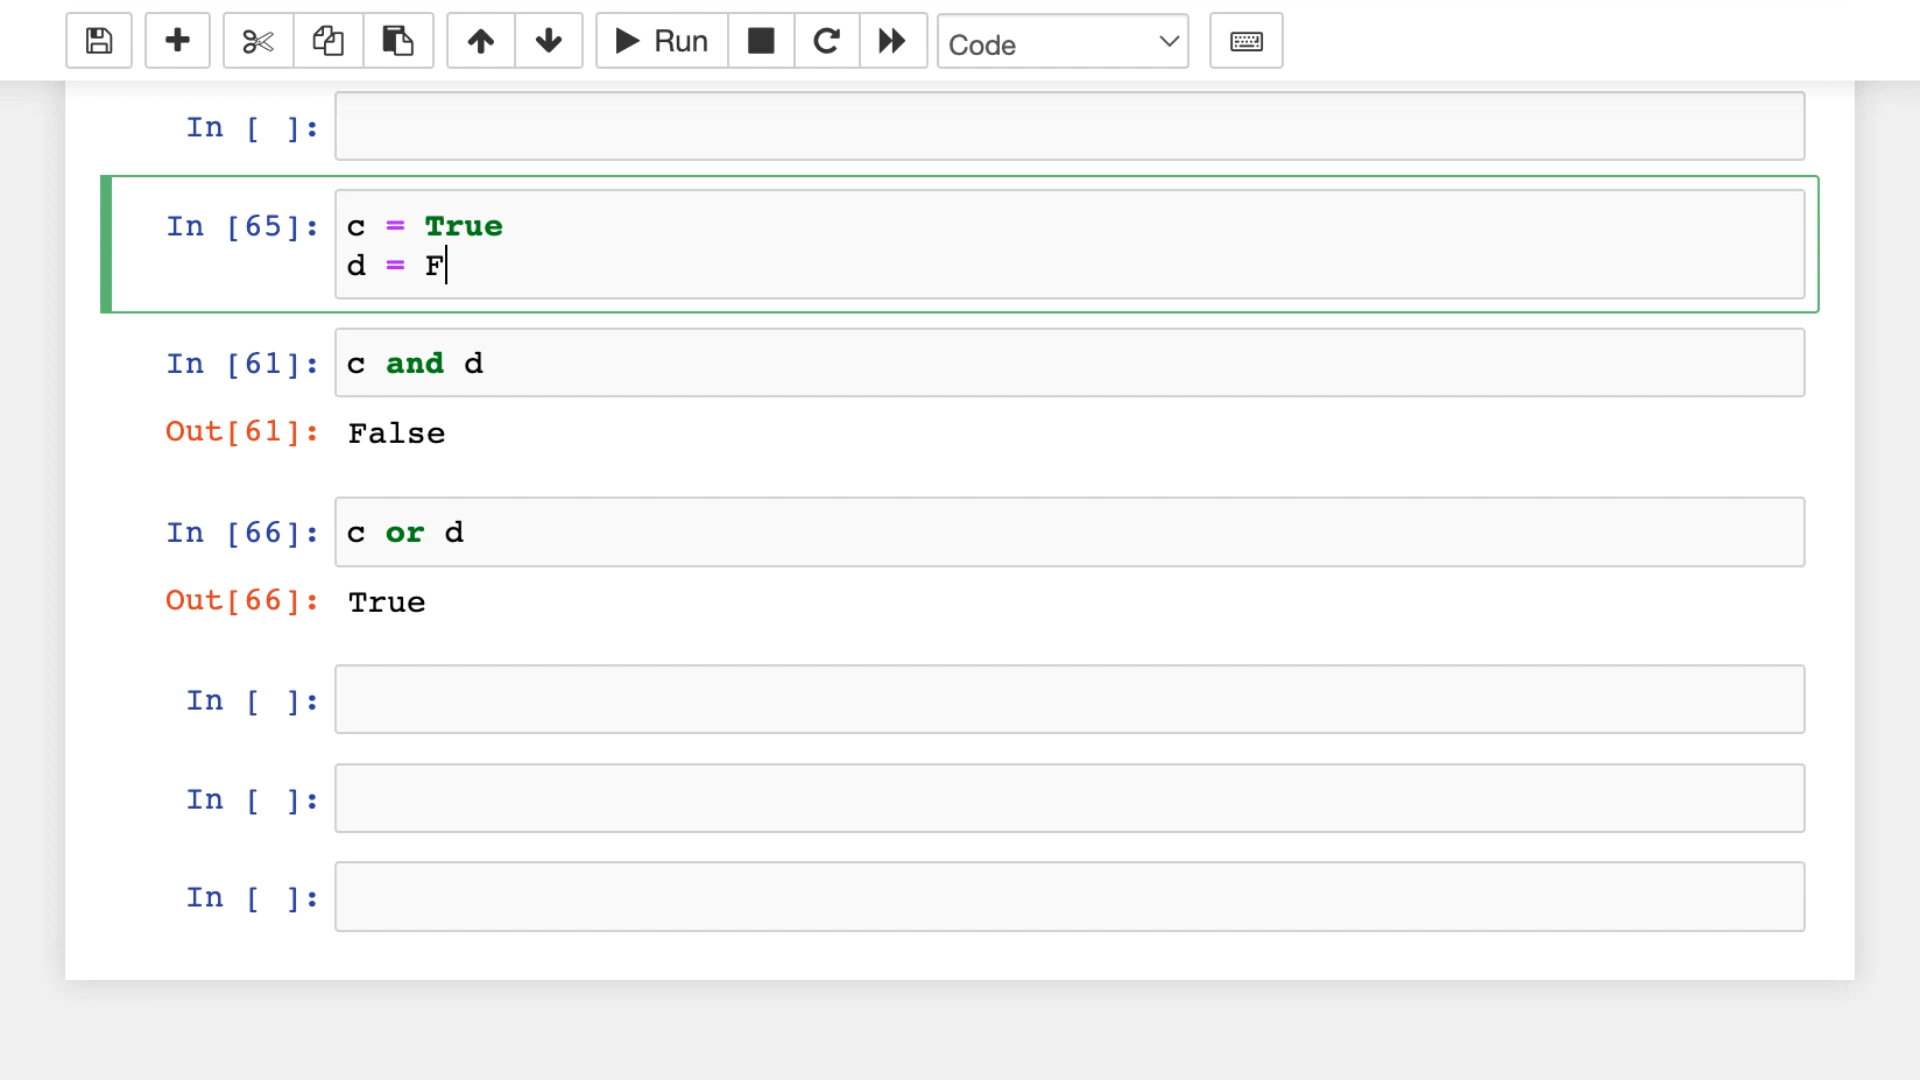 Run
Code
In [ ]:
In [65]: c = True
d = F
In [61]: c and d
Out[61]: False
In [66]: c or d
Out[66]: True
In [ ]:
In [ ]:
In [ ]: